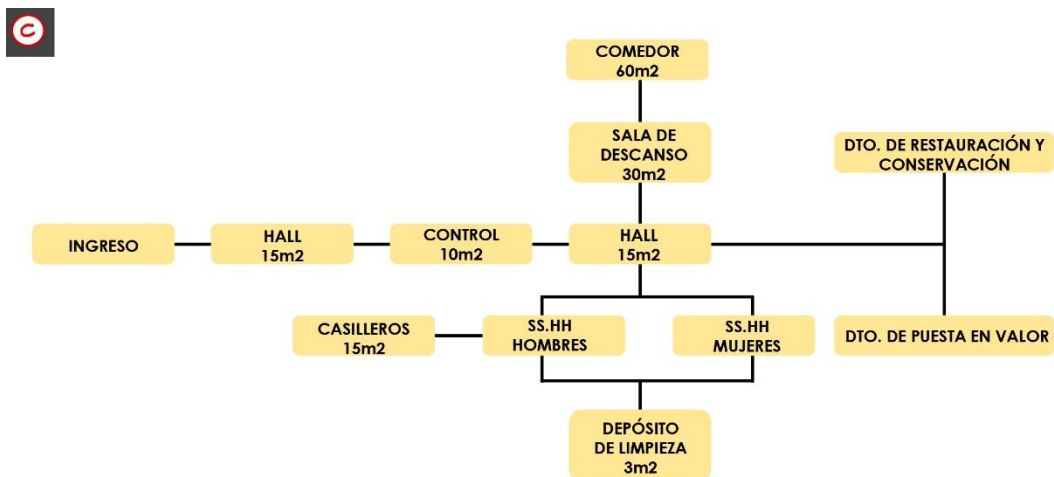 C
COMEDOR
60m2
SALA DE
DESCANSO
30m2
DTO. DE RESTAURACIÓN Y
CONSERVACIÓN
INGRESO
HALL
15m2
CONTROL
10m2
HALL
15m2
CASILLEROS
15m2
SS.HH
HOMBRES
SS.HH
MUJERES
DTO. DE PUESTA EN VALOR
DEPÓSITO
DE LIMPIEZA
3m2